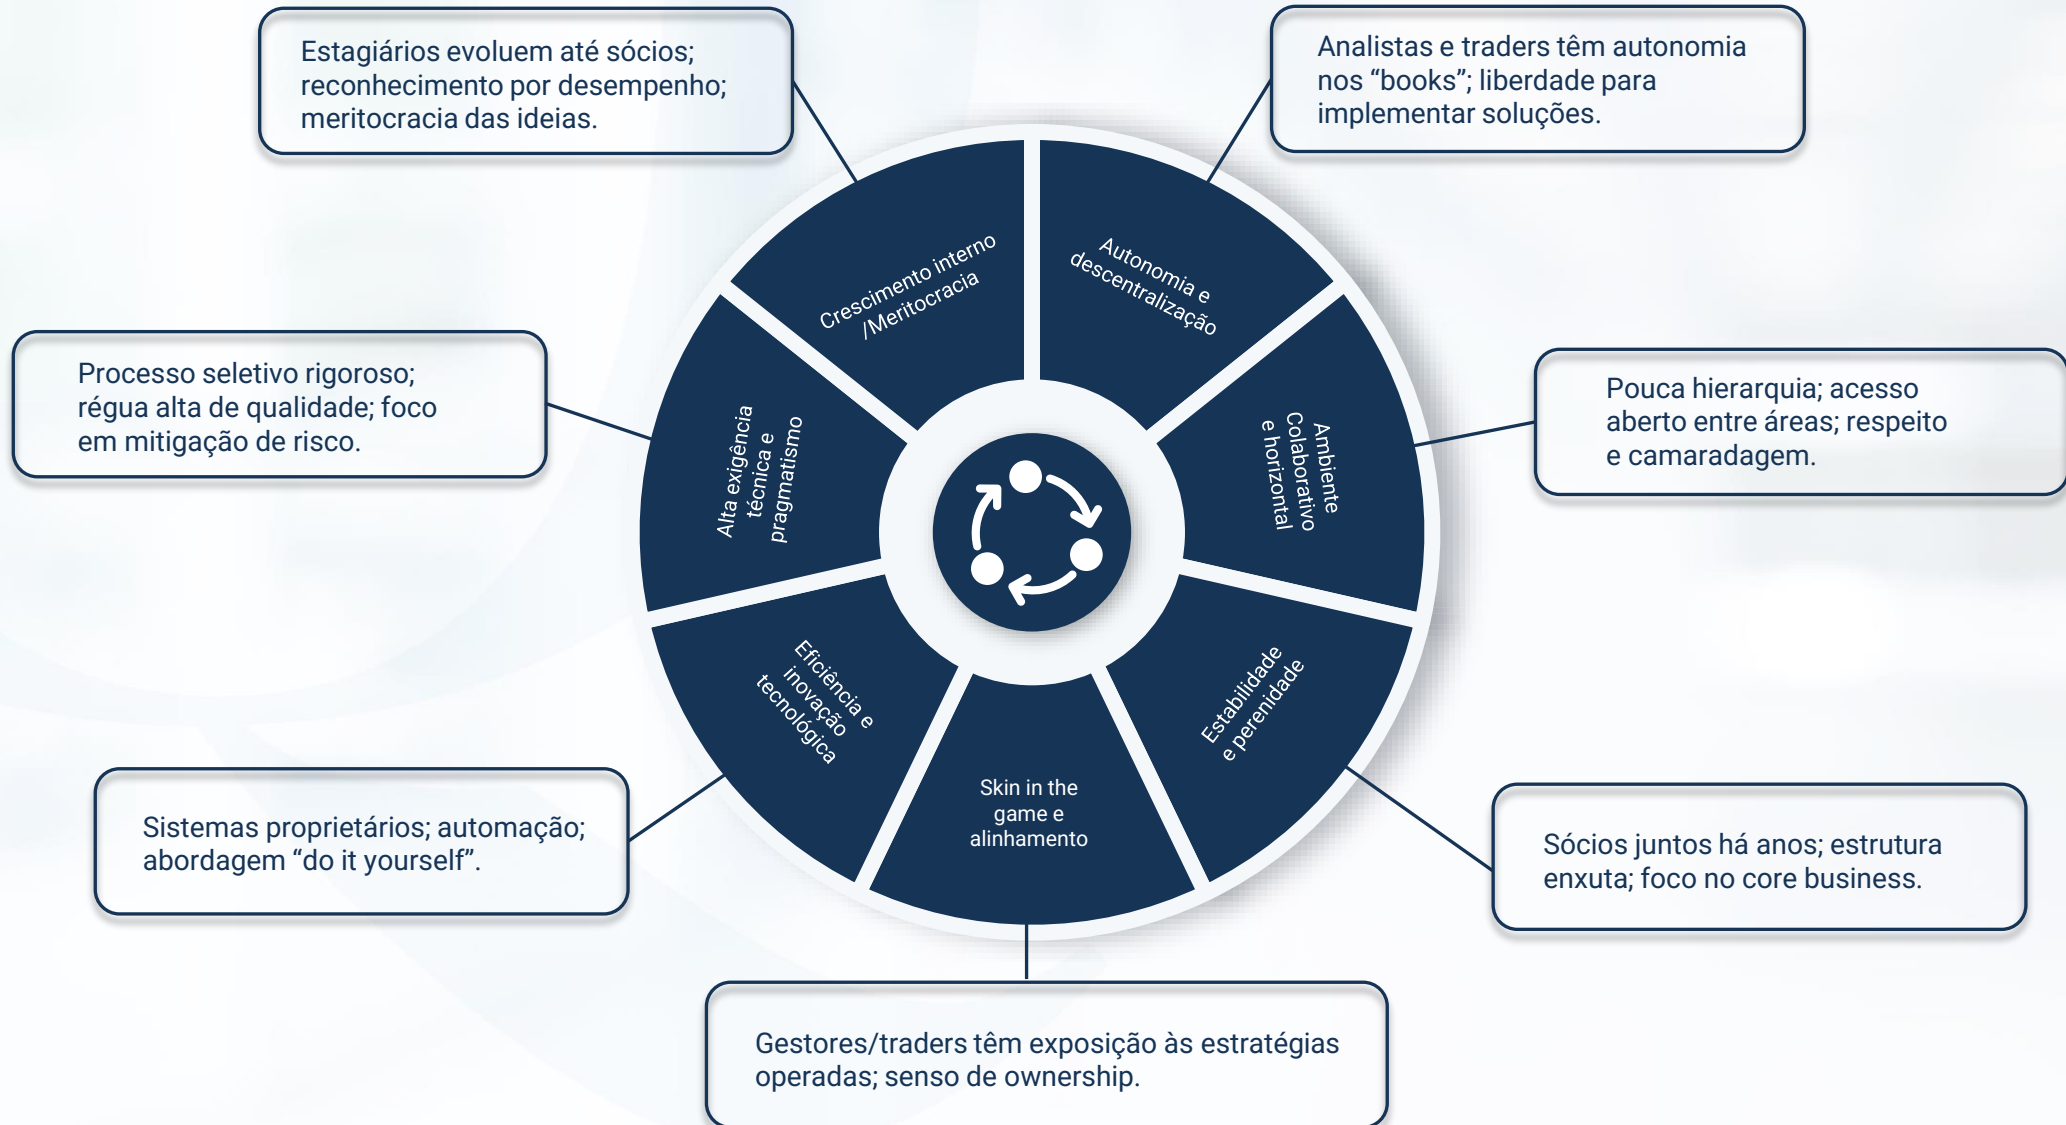 Estagiários evoluem até sócios;
reconhecimento por desempenho;
meritocracia das ideias.
Analistas e traders têm autonomia
nos “books”; liberdade para
implementar soluções.
Crescimento interno
/Meritocracia
Autonomia e
descentralização
Processo seletivo rigoroso;
régua alta de qualidade; foco
em mitigação de risco.
Alta exigência
técnica e
pragmatismo
Ambiente
Colaborativo
e horizontal
Pouca hierarquia; acesso
aberto entre áreas; respeito
e camaradagem.
Eficiência e
inovação
tecnológica
Estabilidade
e perenidade
Skin in the
game e
alinhamento
Sistemas proprietários; automação;
abordagem “do it yourself”.
Sócios juntos há anos; estrutura
enxuta; foco no core business.
Gestores/traders têm exposição às estratégias
operadas; senso de ownership.